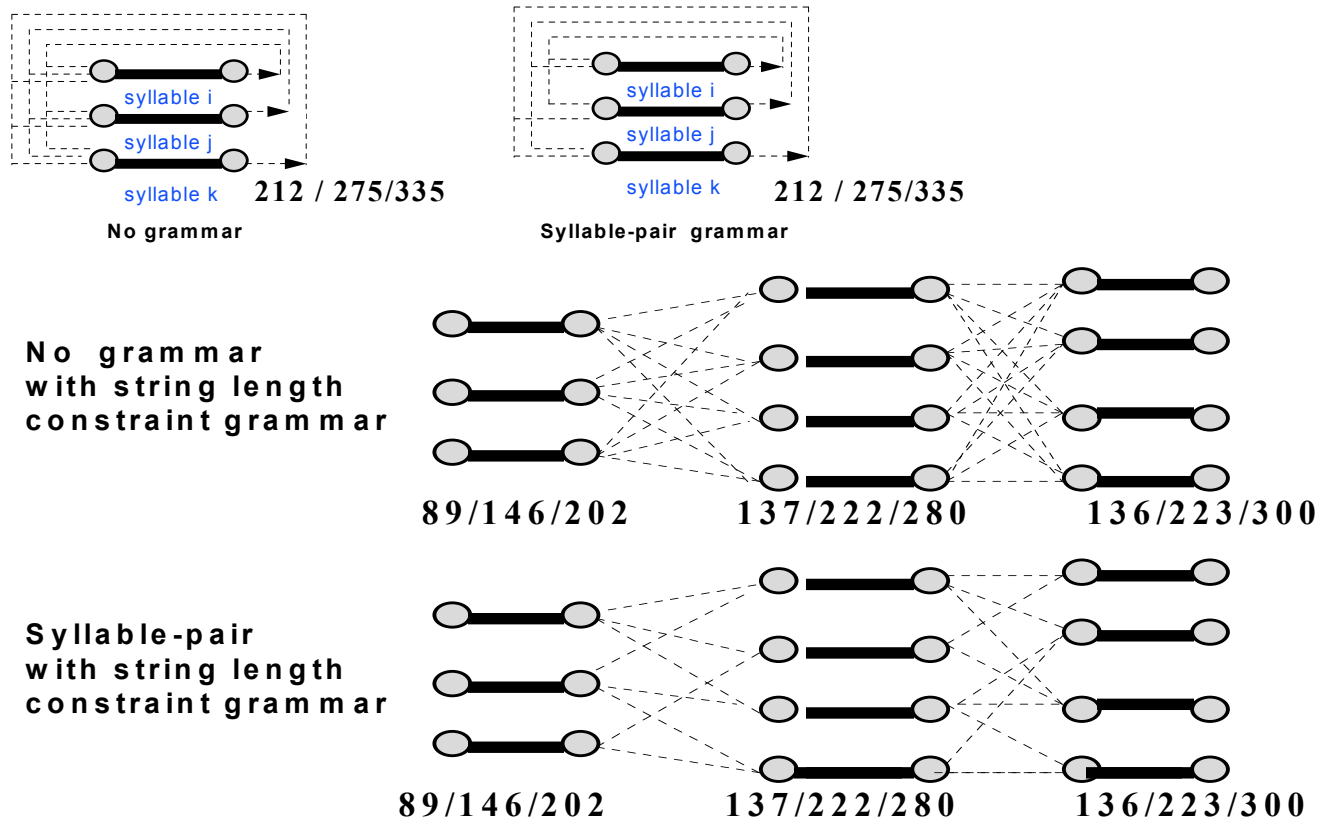 syllable i
syllable j
syllable k
212 / 275/335
No grammar
syllable i
syllable j
syllable k
212 / 275/335
Syllable-pair grammar
No grammar
with string length
constraint grammar
89/146/202 137/222/280 136/223/300
Syllable-pair
with string length
constraint grammar
89/146/202 137/222/280 136/223/300